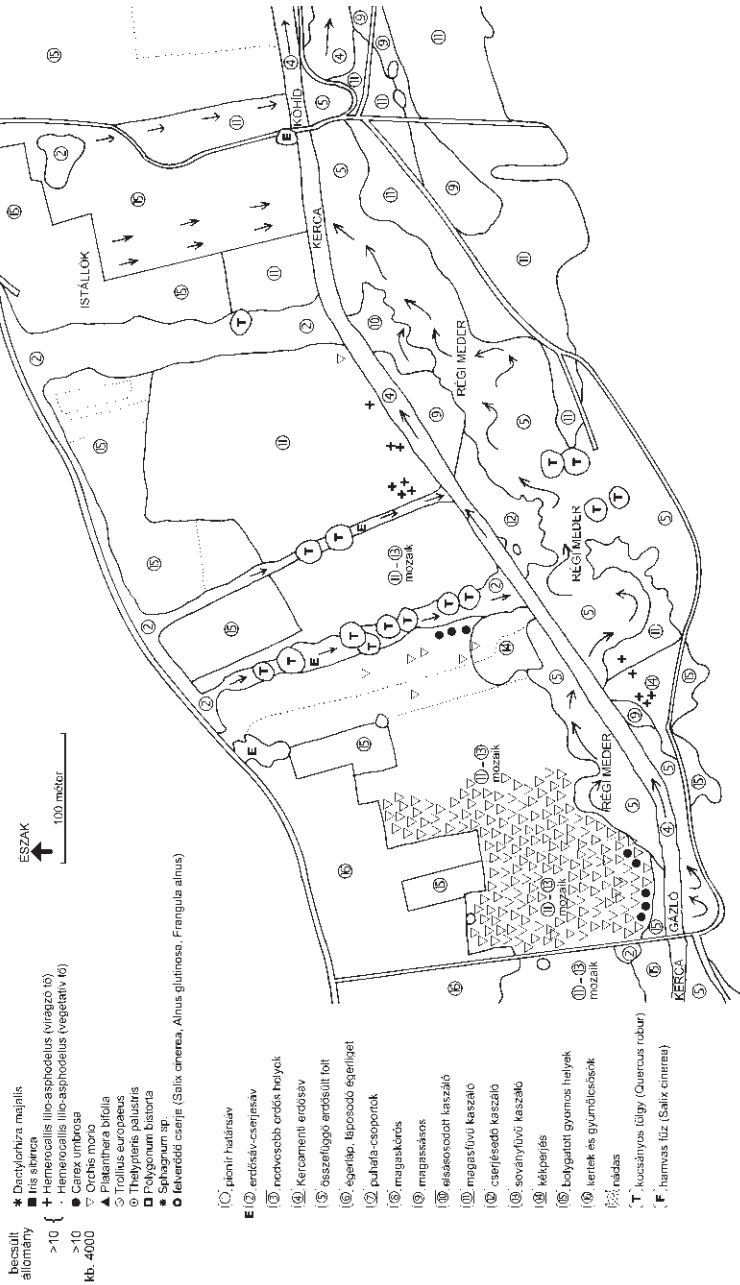 becsült
állomány
✶ Dactylorhiza majalis
■ Iris sibirica
>10 { + Hemerocallis lilio-asphodelus (virágzó tő)
· Hemerocallis lilio-asphodelus (vegetatív tő)
>10 ● Carex umbrosa
kb. 4000 ▽ Orchis morio
▲ Platanthera bifolia
Trollius europaeus
⊙ Thelypteris palustris
□ Polygonum bistorta
✶ Sphagnum sp.
felverődő cserje (Salix cinerea, Alnus glutinosa, Frangula alnus)
pionír határsáv
E ② erdősáv-cserjesáv
③ nedvesebb erdős helyek
④ Kercamenti erdősáv
⑤ összefüggő erdősült folt
⑥ égerláp, láposodó égerliget
⑦ puhafa-csoportok
⑧ magaskórós
⑨ magassásos
⑩ elsásosodott kaszáló
⑪ magasfüvű kaszáló
⑫ cserjésedő kaszáló
⑬ soványfüvű kaszáló
⑭ kékperjés
⑮ bolygatott gyomos helyek
⑯ kertek és gyümölcsösök
nádas
T kocsányos tölgy (Quercus robur)
F hamvas fűz (Salix cinerea)
ÉSZAK
100 méter
ISTÁLLÓK
KŐHÍD
KERCA
RÉGI MEDER
RÉGI MEDER
RÉGI MEDER
⑪-⑬
mozaik
⑪-⑬
mozaik
⑪-⑬
mozaik
⑪-⑬
mozaik
GÁZLÓ
KERCA